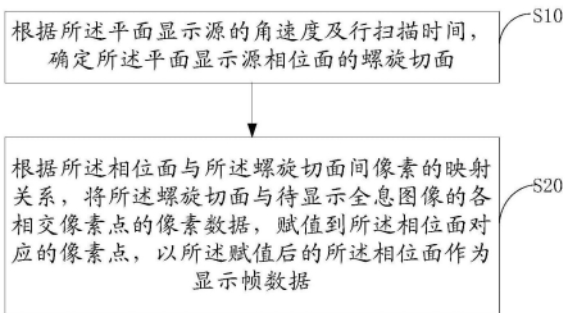 根据所述平面显示源的角速度及行扫描时间，
确定所述平面显示源相位面的螺旋切面
S10
根据所述相位面与所述螺旋切面间像素的映射
关系，将所述螺旋切面与待显示全息图像的各
相交像素点的像素数据，赋值到所述相位面对
应的像素点，以所述赋值后的所述相位面作为
显示帧数据
S20